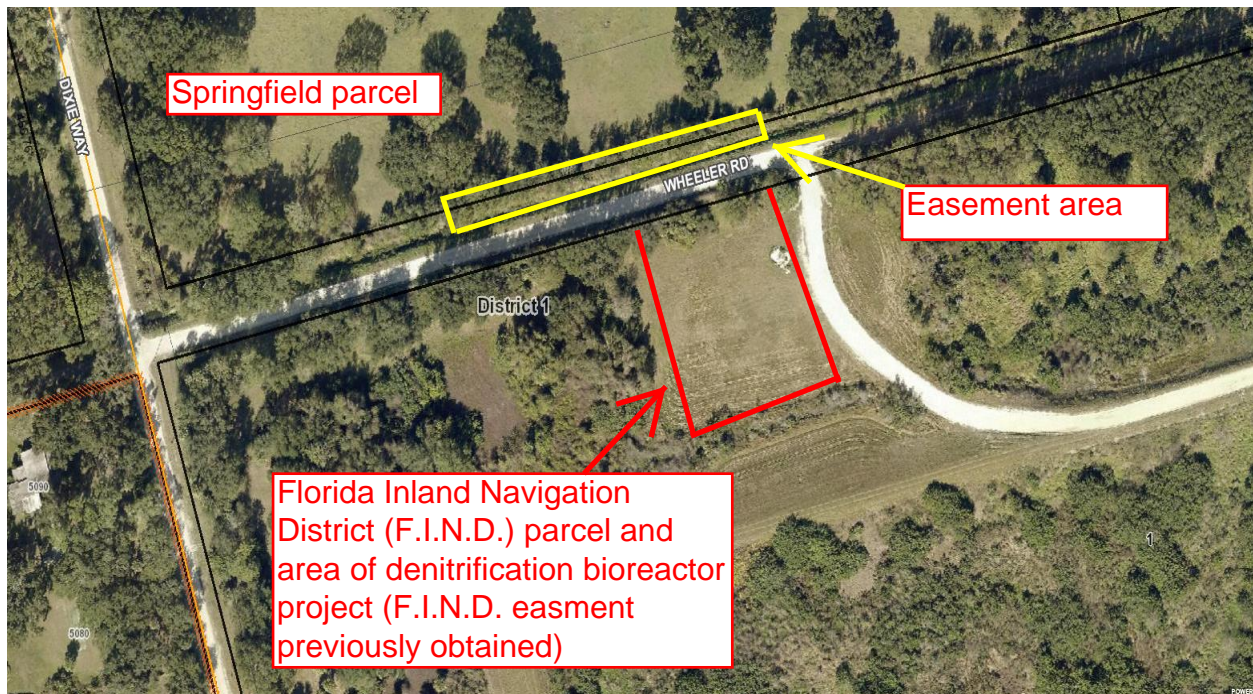 Springfield parcel
DIXIE WAY
WHEELER RD
Easement area
District 1
Florida Inland Navigation
District (F.I.N.D.) parcel and
area of denitrification bioreactor
project (F.I.N.D. easment
previously obtained)
5090
5080
1
POWER